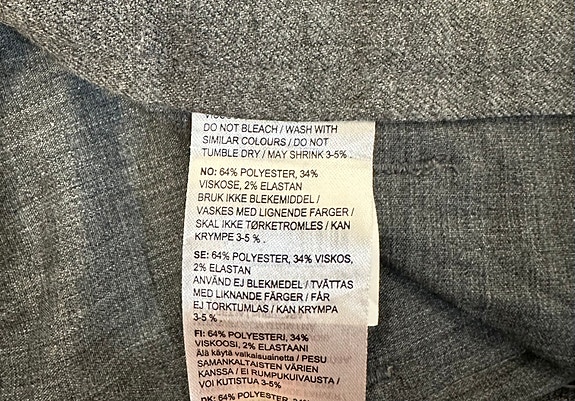 DO NOT BLEACH / WASH WITH
SIMILAR COLOURS / DO NOT
TUMBLE DRY / MAY SHRINK 3-5% .
NO: 64% POLYESTER, 34%
VISKOSE, 2% ELASTAN
BRUK IKKE BLEKEMIDDEL /
VASKES MED LIGNENDE FARGER /
SKAL IKKE TØRKETROMLES / KAN
KRYMPE 3-5 % .
SE: 64% POLYESTER, 34% VISKOS,
2% ELASTAN
ANVÄND EJ BLEKMEDEL / TVÄTTAS
MED LIKNANDE FÄRGER / FÅR
EJ TORKTUMLAS / KAN KRYMPA
3-5 % .
FI: 64% POLYESTERI, 34%
VISKOOSI, 2% ELASTAANI
Älä käytä valkaisuainetta / PESU
SAMANKALTAISTEN VÄRIEN
KANSSA / EI RUMPUKUIVAUSTA /
VOI KUTISTUA 3-5%
DK: 64% POLYESTER, 34%